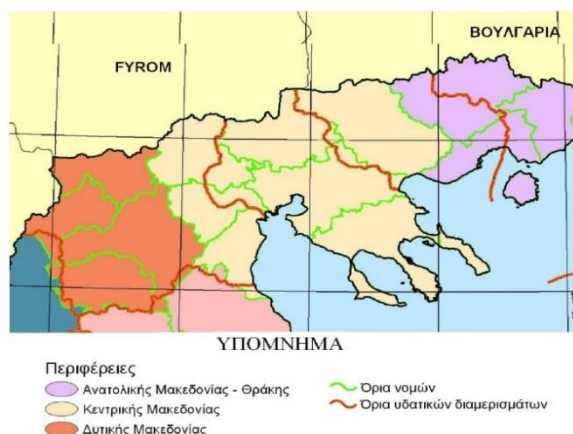 ΒΟΥΛΓΑΡΙΑ
FYROM
ΥΠΟΜΝΗΜΑ
Περιφέρειες
Ανατολικής Μακεδονίας - Θράκης
Κεντρικής Μακεδονίας
Δυτικής Μακεδονίας
Όρια νομών
Όρια υδατικών διαμερισμάτων